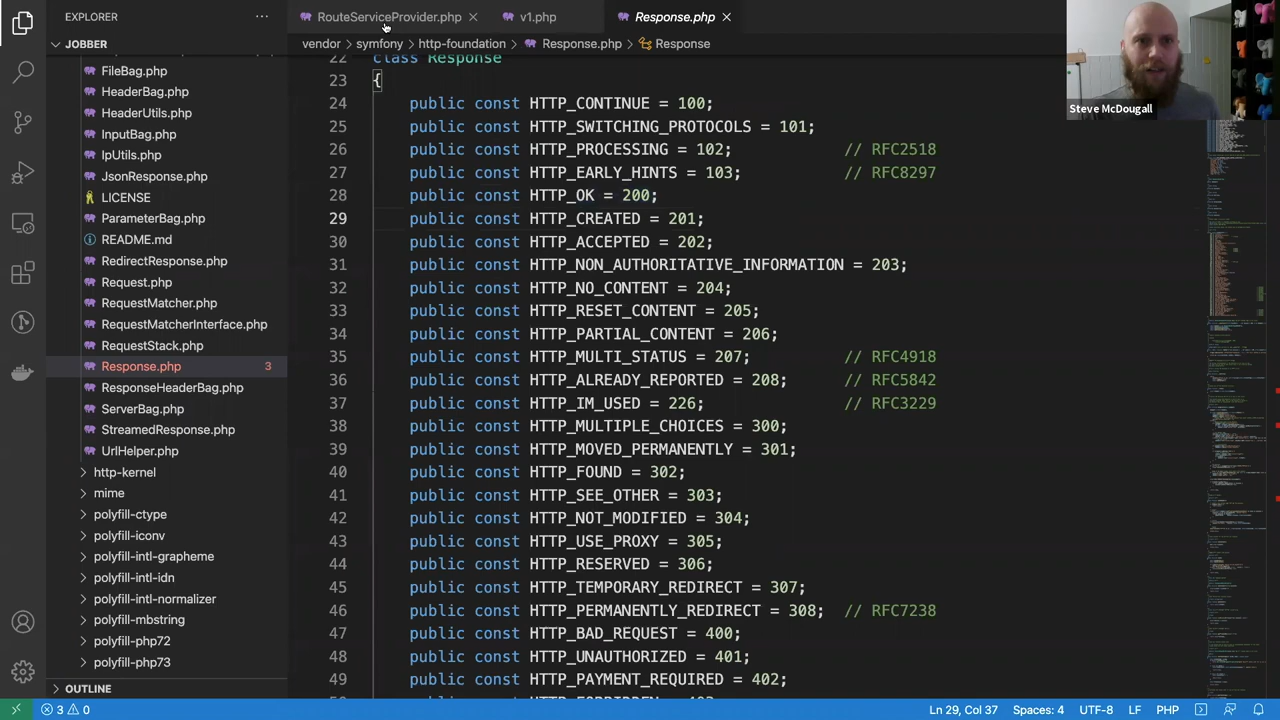 EXPLORER
JOBBER
FileBag.php
HeaderBag.php
HeaderUtils.php
InputBag.php
IpUtils.php
JsonResponse.php
LICENSE
ParameterBag.php
README.md
RedirectResponse.php
Request.php
RequestMatcher.php
RequestMatcherInterface.php
RequestStack.php
Response.php 3
ResponseHeaderBag.php
ServerBag.php
StreamedResponse.php
UrlHelper.php
http-kernel
mime
polyfill-ctype
polyfill-iconv
polyfill-intl-grapheme
polyfill-intl-idn
polyfill-intl-normalizer
polyfill-mbstring
polyfill-php72
polyfill-php73
RouteServiceProvider.php
v1.php
Response.php
vendor > symfony > http-foundation > Response.php > Response
22 class Response
23 {
24 public const HTTP_CONTINUE = 100;
25 public const HTTP_SWITCHING_PROTOCOLS = 101;
26 public const HTTP_PROCESSING = 102; // RFC2518
27 public const HTTP_EARLY_HINTS = 103; // RFC8297
28 public const HTTP_OK = 200;
29 public const HTTP_CREATED = 201;
30 public const HTTP_ACCEPTED = 202;
31 public const HTTP_NON_AUTHORITATIVE_INFORMATION = 203;
32 public const HTTP_NO_CONTENT = 204;
33 public const HTTP_RESET_CONTENT = 205;
34 public const HTTP_PARTIAL_CONTENT = 206;
35 public const HTTP_MULTI_STATUS = 207; // RFC4918
36 public const HTTP_ALREADY_REPORTED = 208; // RFC5842
37 public const HTTP_IM_USED = 226; // RFC3229
38 public const HTTP_MULTIPLE_CHOICES = 300;
39 public const HTTP_MOVED_PERMANENTLY = 301;
40 public const HTTP_FOUND = 302;
41 public const HTTP_SEE_OTHER = 303;
42 public const HTTP_NOT_MODIFIED = 304;
43 public const HTTP_USE_PROXY = 305;
44 public const HTTP_RESERVED = 306;
45 public const HTTP_TEMPORARY_REDIRECT = 307;
46 public const HTTP_PERMANENTLY_REDIRECT = 308; // RFC7238
47 public const HTTP_BAD_REQUEST = 400;
48 public const HTTP_UNAUTHORIZED = 401;
49 public const HTTP_PAYMENT_REQUIRED = 402;
50 public const HTTP_FORBIDDEN = 403
Steve McDougall
3 0
Ln 29, Col 37
Spaces: 4
UTF-8
LF
PHP